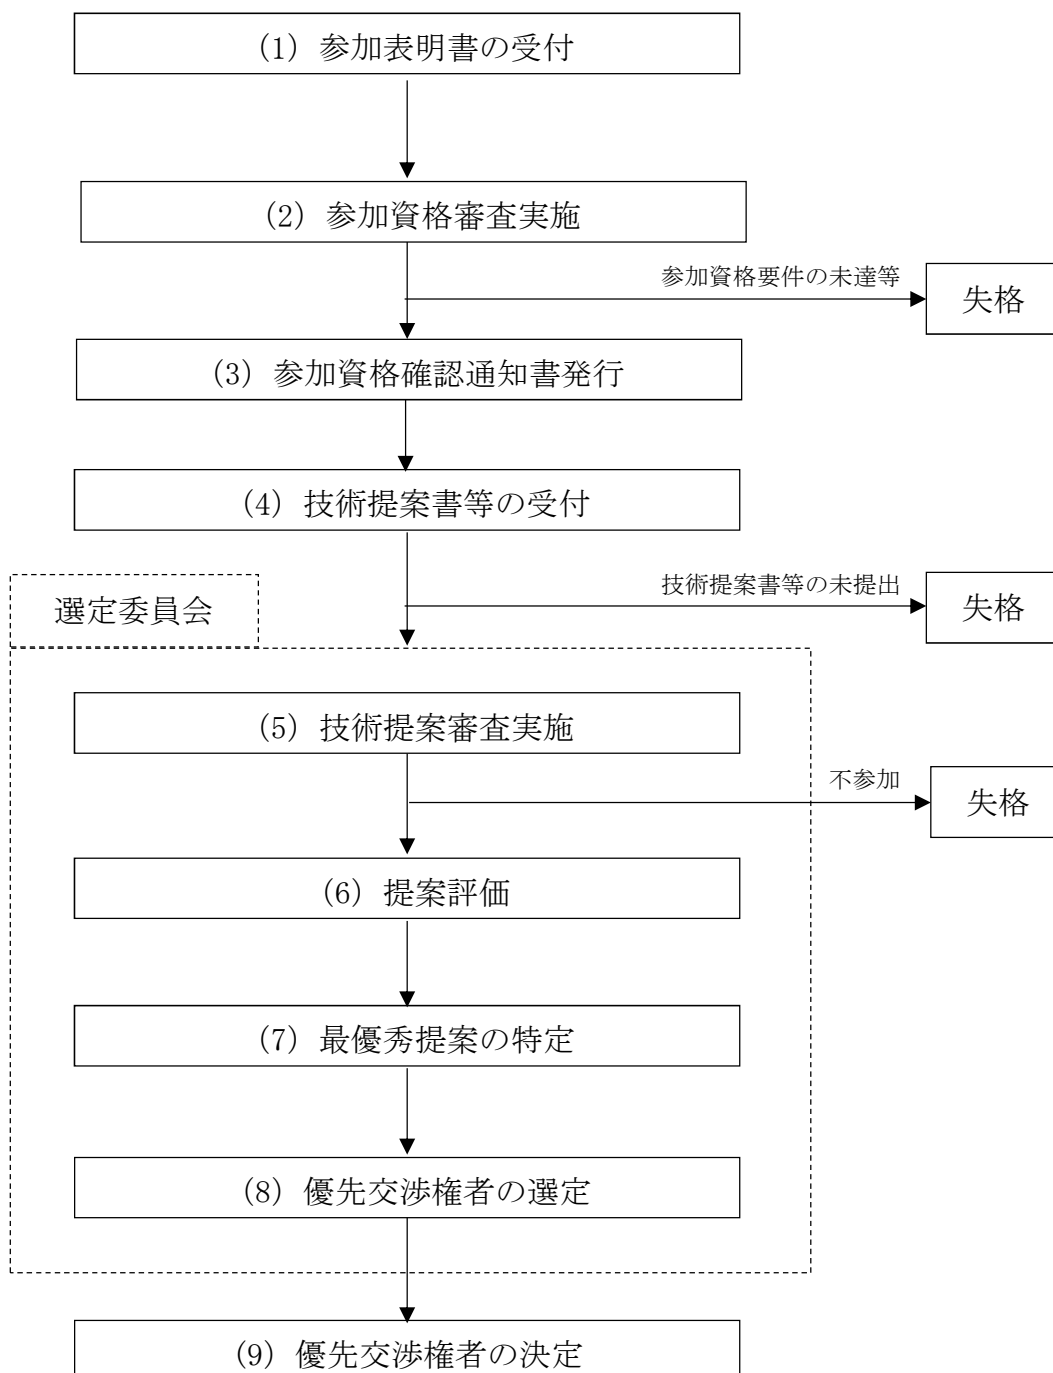 (1) 参加表明書の受付
(2) 参加資格審査実施
参加資格要件の未達等
失格
(3) 参加資格確認通知書発行
(4) 技術提案書等の受付
技術提案書等の未提出
失格
選定委員会
(5) 技術提案審査実施
不参加
失格
(6) 提案評価
(7) 最優秀提案の特定
(8) 優先交渉権者の選定
(9) 優先交渉権者の決定